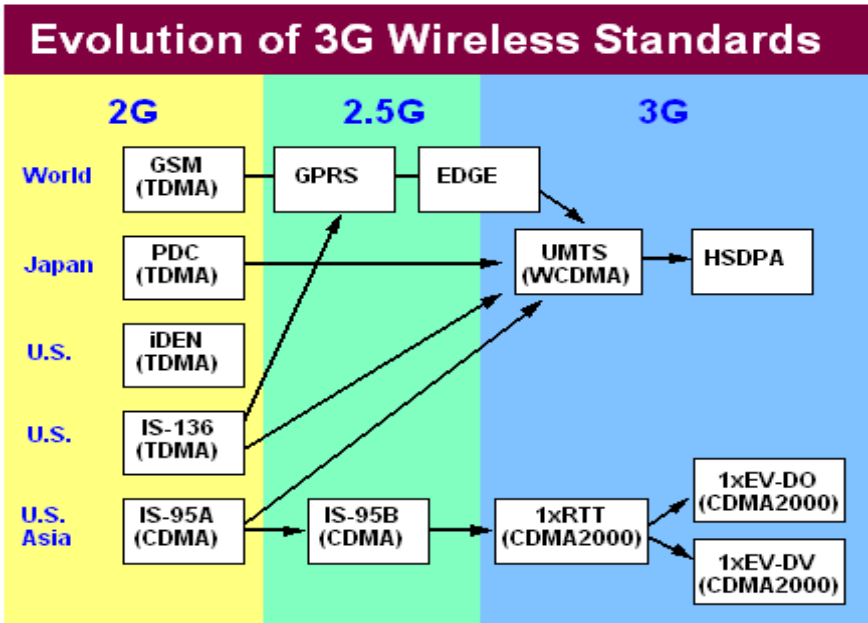 Evolution of 3G Wireless Standards
2G
2.5G
3G
World
GSM
(TDMA)
GPRS
EDGE
Japan
PDC
(TDMA)
UMTS
(WCDMA)
HSDPA
U.S.
iDEN
(TDMA)
U.S.
IS-136
(TDMA)
U.S.
Asia
IS-95A
(CDMA)
IS-95B
(CDMA)
1xRTT
(CDMA2000)
1xEV-DO
(CDMA2000)
1xEV-DV
(CDMA2000)